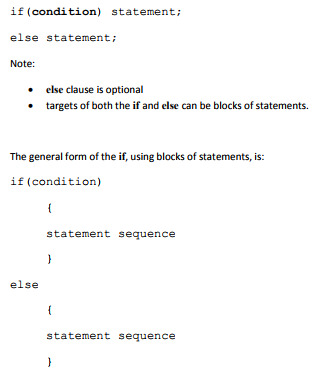 if(condition) statement;
else statement;
Note:
• else clause is optional
• targets of both the if and else can be blocks of statements.
The general form of the if, using blocks of statements, is:
if(condition)
{
statement sequence
}
else
{
statement sequence
}